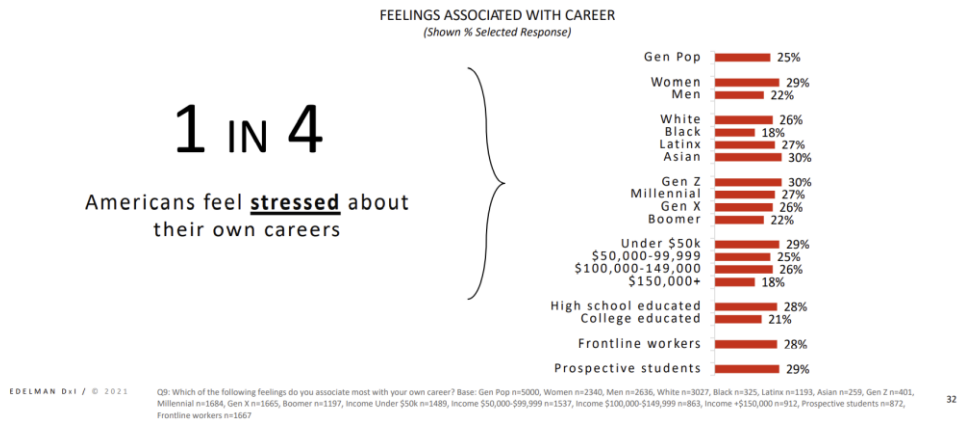 FEELINGS ASSOCIATED WITH CAREER
(Shown % Selected Response)
1 IN 4
Americans feel stressed about
their own careers
Gen Pop 25%
Women 29%
Men 22%
White 26%
Black 18%
Latinx 27%
Asian 30%
Gen Z 30%
Millennial 27%
Gen X 26%
Boomer 22%
Under $50k 29%
$50,000-99,999 25%
$100,000-149,000 26%
$150,000+ 18%
High school educated 28%
College educated 21%
Frontline workers 28%
Prospective students 29%
EDELMAN DxI / © 2021
Q9: Which of the following feelings do you associate most with your own career? Base: Gen Pop n=5000, Women n=2340, Men n=2636, White n=3027, Black n=325, Latinx n=1193, Asian n=259, Gen Z n=401,
Millennial n=1684, Gen X n=1665, Boomer n=1197, Income Under $50k n=1489, Income $50,000-$99,999 n=1537, Income $100,000-$149,999 n=863, Income +$150,000 n=912, Prospective students n=872,
Frontline workers n=1667
32